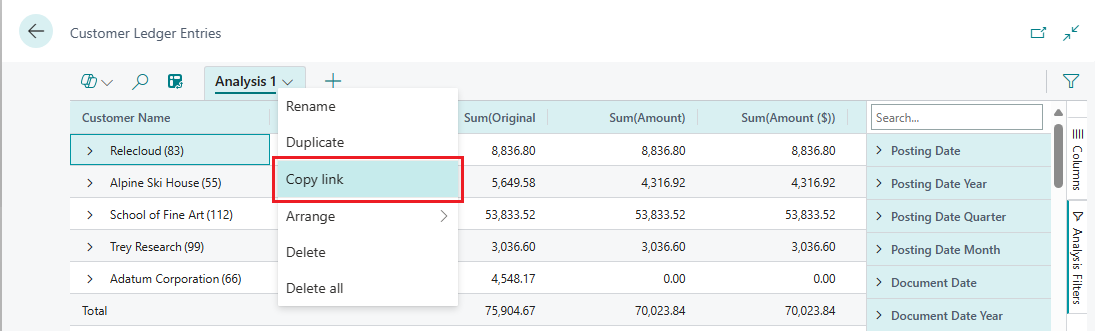 Customer Ledger Entries
Analysis 1
Rename
Duplicate
Copy link
Arrange
Delete
Delete all
Customer Name Sum(Original Sum(Amount) Sum(Amount ($))
Relecloud (83) 8,836.80 8,836.80 8,836.80
Alpine Ski House (55) 5,649.58 4,316.92 4,316.92
School of Fine Art (112) 53,833.52 53,833.52 53,833.52
Trey Research (99) 3,036.60 3,036.60 3,036.60
Adatum Corporation (66) 4,548.17 0.00 0.00
Total 75,904.67 70,023.84 70,023.84
Search...
Posting Date
Posting Date Year
Posting Date Quarter
Posting Date Month
Document Date
Document Date Year
Columns
Analysis Filters